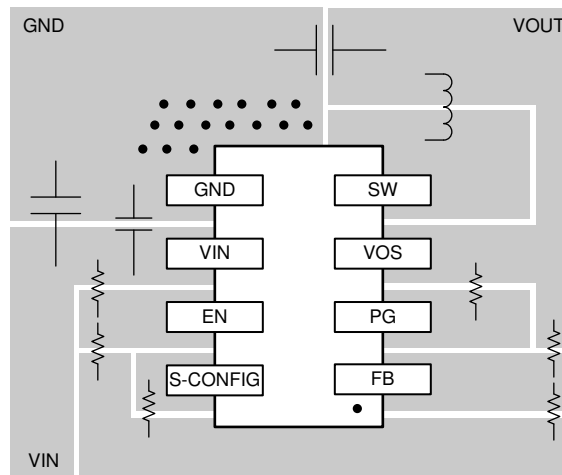 GND
VOUT
GND
SW
VIN
VOS
EN
PG
S-CONFIG
FB
VIN